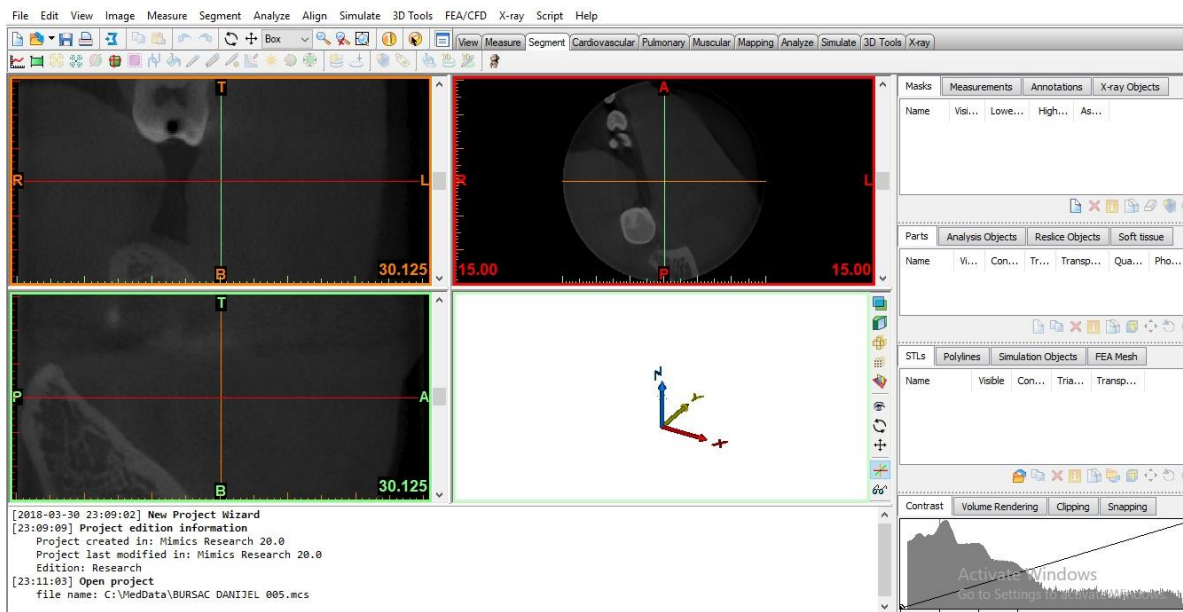 File Edit View Image Measure Segment Analyze Align Simulate 3D Tools FEA/CFD X-ray Script Help
Box View Measure Segment Cardiovascular Pulmonary Muscular Mapping Analyze Simulate 3D Tools X-ray
T
R L
B
30.125
A
R L
P
15.00 15.00
T
P A
B
30.125
Z
Y
X
Masks Measurements Annotations X-ray Objects
Name Visi... Lowe... High... As...
Parts Analysis Objects Reslice Objects Soft tissue
Name Vi... Con... Tr... Transp... Qua... Pho...
STLs Polylines Simulation Objects FEA Mesh
Name Visible Con... Tria... Transp...
Contrast Volume Rendering Clipping Snapping
Activate Windows
Go to Settings to activate Windows.
[2018-03-30 23:09:02] New Project Wizard
[23:09:09] Project edition information
Project created in: Mimics Research 20.0
Project last modified in: Mimics Research 20.0
Edition: Research
[23:11:03] Open project
file name: C:\MedData\BURSAC DANIJEL 005.mcs